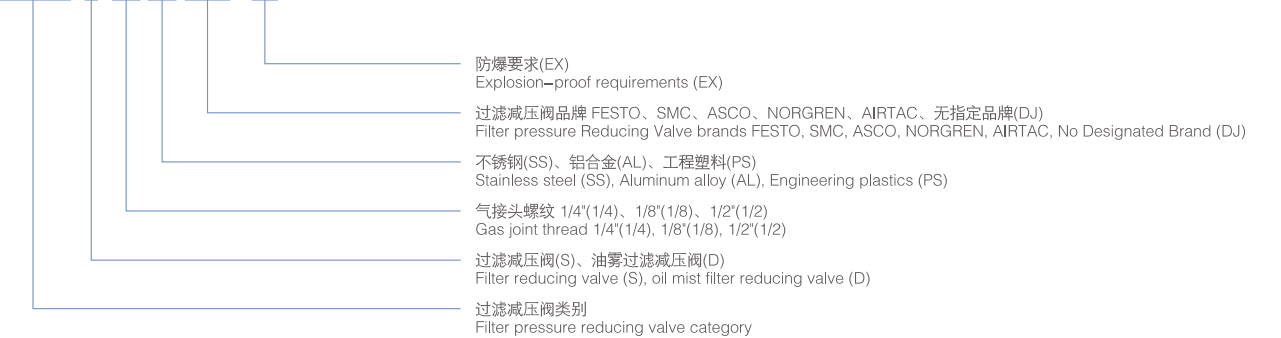 防爆要求(EX)
Explosion–proof requirements (EX)
过滤减压阀品牌 FESTO、SMC、ASCO、NORGREN、AIRTAC、无指定品牌(DJ)
Filter pressure Reducing Valve brands FESTO, SMC, ASCO, NORGREN, AIRTAC, No Designated Brand (DJ)
不锈钢(SS)、铝合金(AL)、工程塑料(PS)
Stainless steel (SS), Aluminum alloy (AL), Engineering plastics (PS)
气接头螺纹 1/4"(1/4)、1/8"(1/8)、1/2"(1/2)
Gas joint thread 1/4"(1/4), 1/8"(1/8), 1/2"(1/2)
过滤减压阀(S)、油雾过滤减压阀(D)
Filter reducing valve (S), oil mist filter reducing valve (D)
过滤减压阀类别
Filter pressure reducing valve category